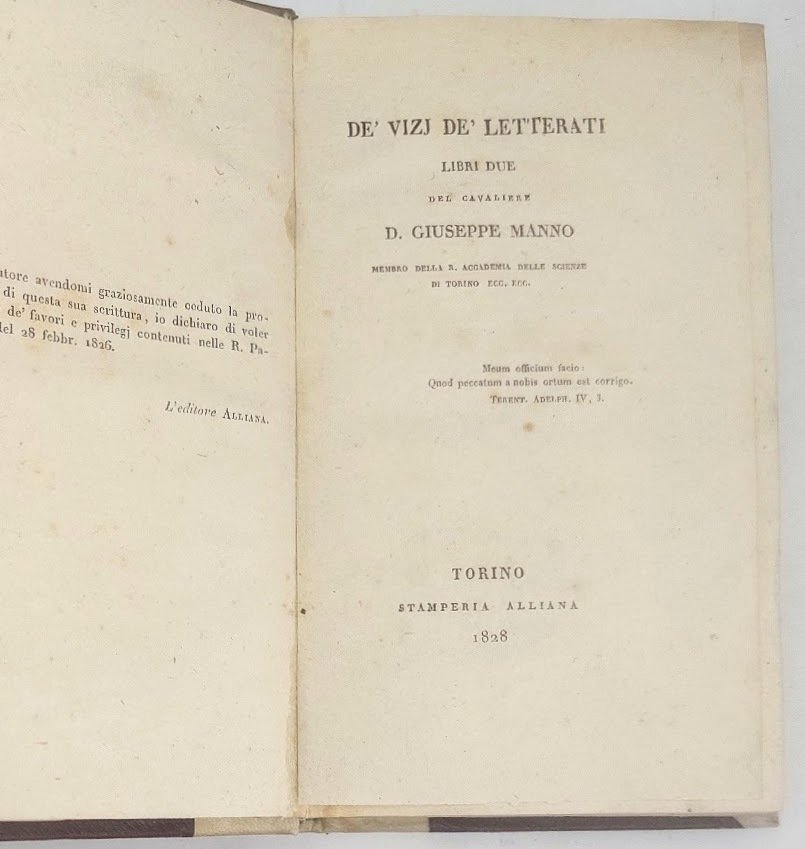 avendomi graziosamente ceduto la pro-
di questa sua scrittura, io dichiaro di voler
de' favori e privilegj contenuti nelle R. Pa-
28 febbr. 1826.
L'editore ALLIANA.
DE' VIZJ DE' LETTERATI
LIBRI DUE
DEL CAVALIERE
D. GIUSEPPE MANNO
MEMBRO DELLA R. ACCADEMIA DELLE SCIENZE
DI TORINO ECC. ECC.
Meum officium facio:
Quod peccatum a nobis ortum est corrigo.
TERENT. ADELPH. IV, 3.
TORINO
STAMPERIA ALLIANA
1828